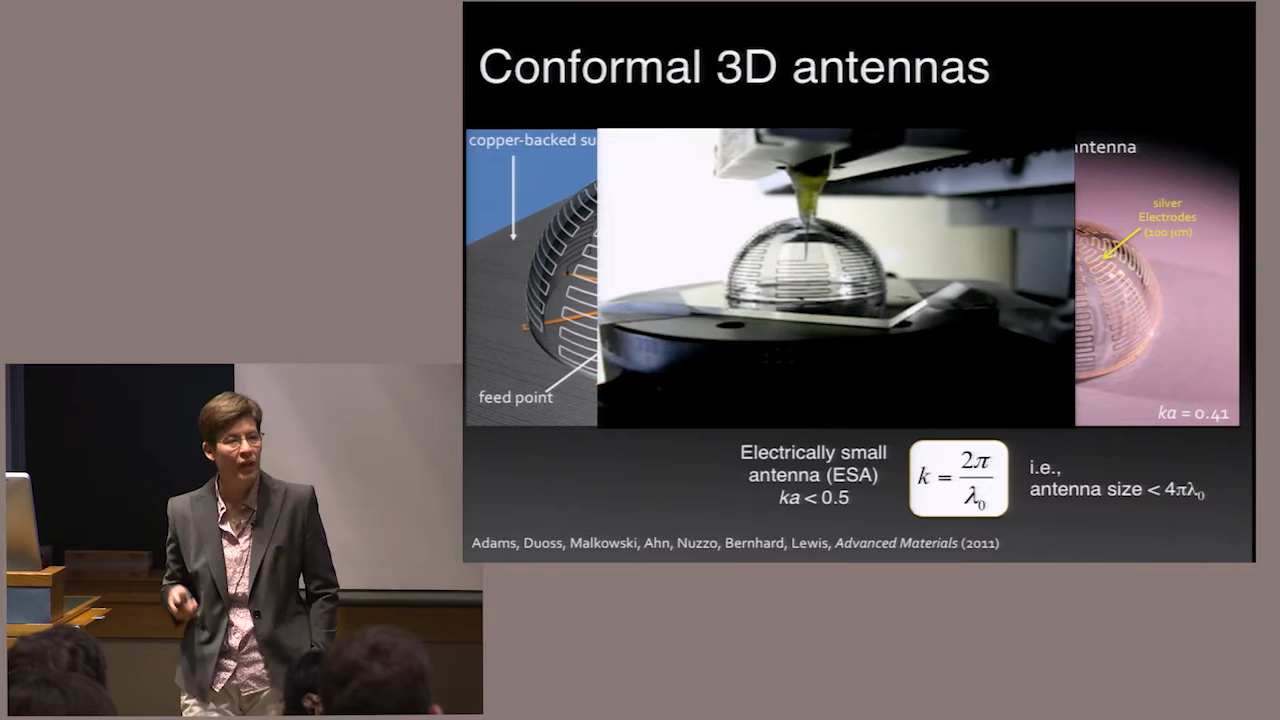 Conformal 3D antennas
copper-backed su
antenna
silver
Electrodes
(100 μm)
feed point
ka = 0.41
Electrically small
antenna (ESA)
ka < 0.5
k = 2π / λ₀
i.e.,
antenna size < 4πλ₀
Adams, Duoss, Malkowski, Ahn, Nuzzo, Bernhard, Lewis, Advanced Materials (2011)